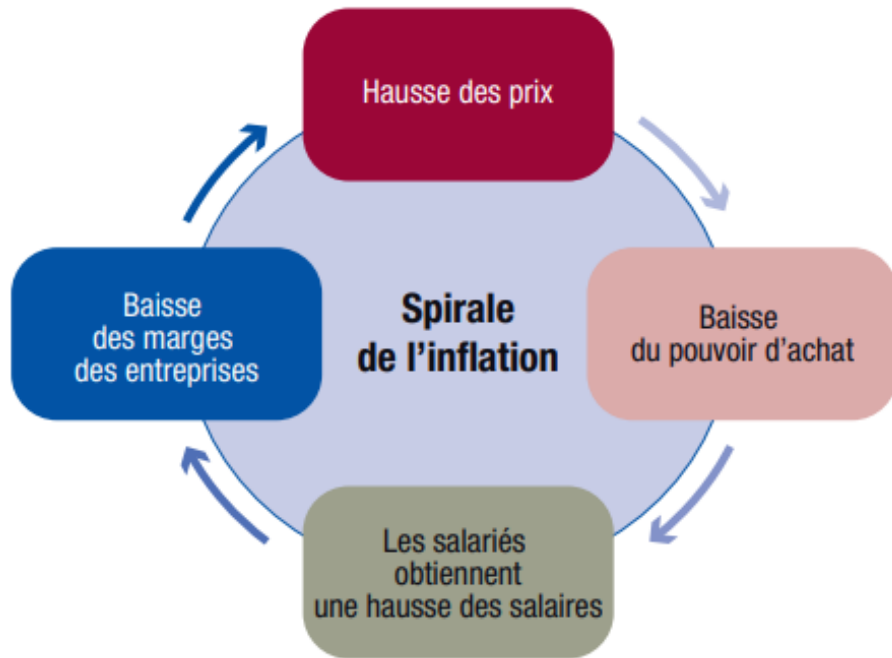 Hausse des prix
Spirale
de l'inflation
Baisse
des marges
des entreprises
Baisse
du pouvoir d'achat
Les salariés
obtiennent
une hausse des salaires